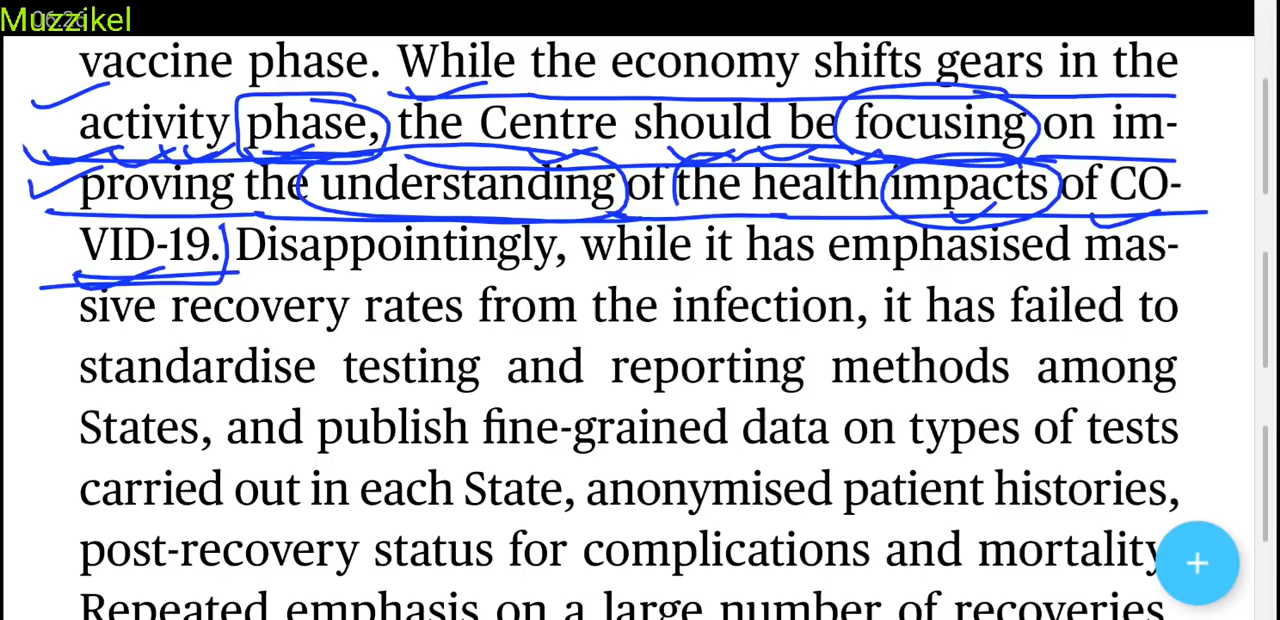 Muzzikel
06:26
vaccine phase. While the economy shifts gears in the
activity phase, the Centre should be focusing on im-
proving the understanding of the health impacts of CO-
VID-19. Disappointingly, while it has emphasised mas-
sive recovery rates from the infection, it has failed to
standardise testing and reporting methods among
States, and publish fine-grained data on types of tests
carried out in each State, anonymised patient histories,
post-recovery status for complications and mortality
Repeated emphasis on a large number of recoveries